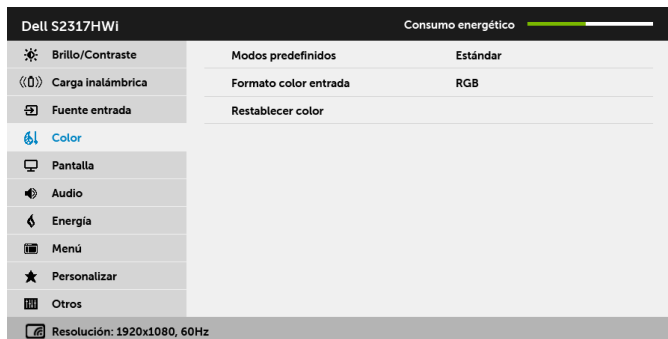 Dell S2317HWi
Consumo energético
Brillo/Contraste
Modos predefinidos Estándar
Carga inalámbrica
Formato color entrada RGB
Fuente entrada
Restablecer color
Color
Pantalla
Audio
Energía
Menú
Personalizar
Otros
Resolución: 1920x1080, 60Hz